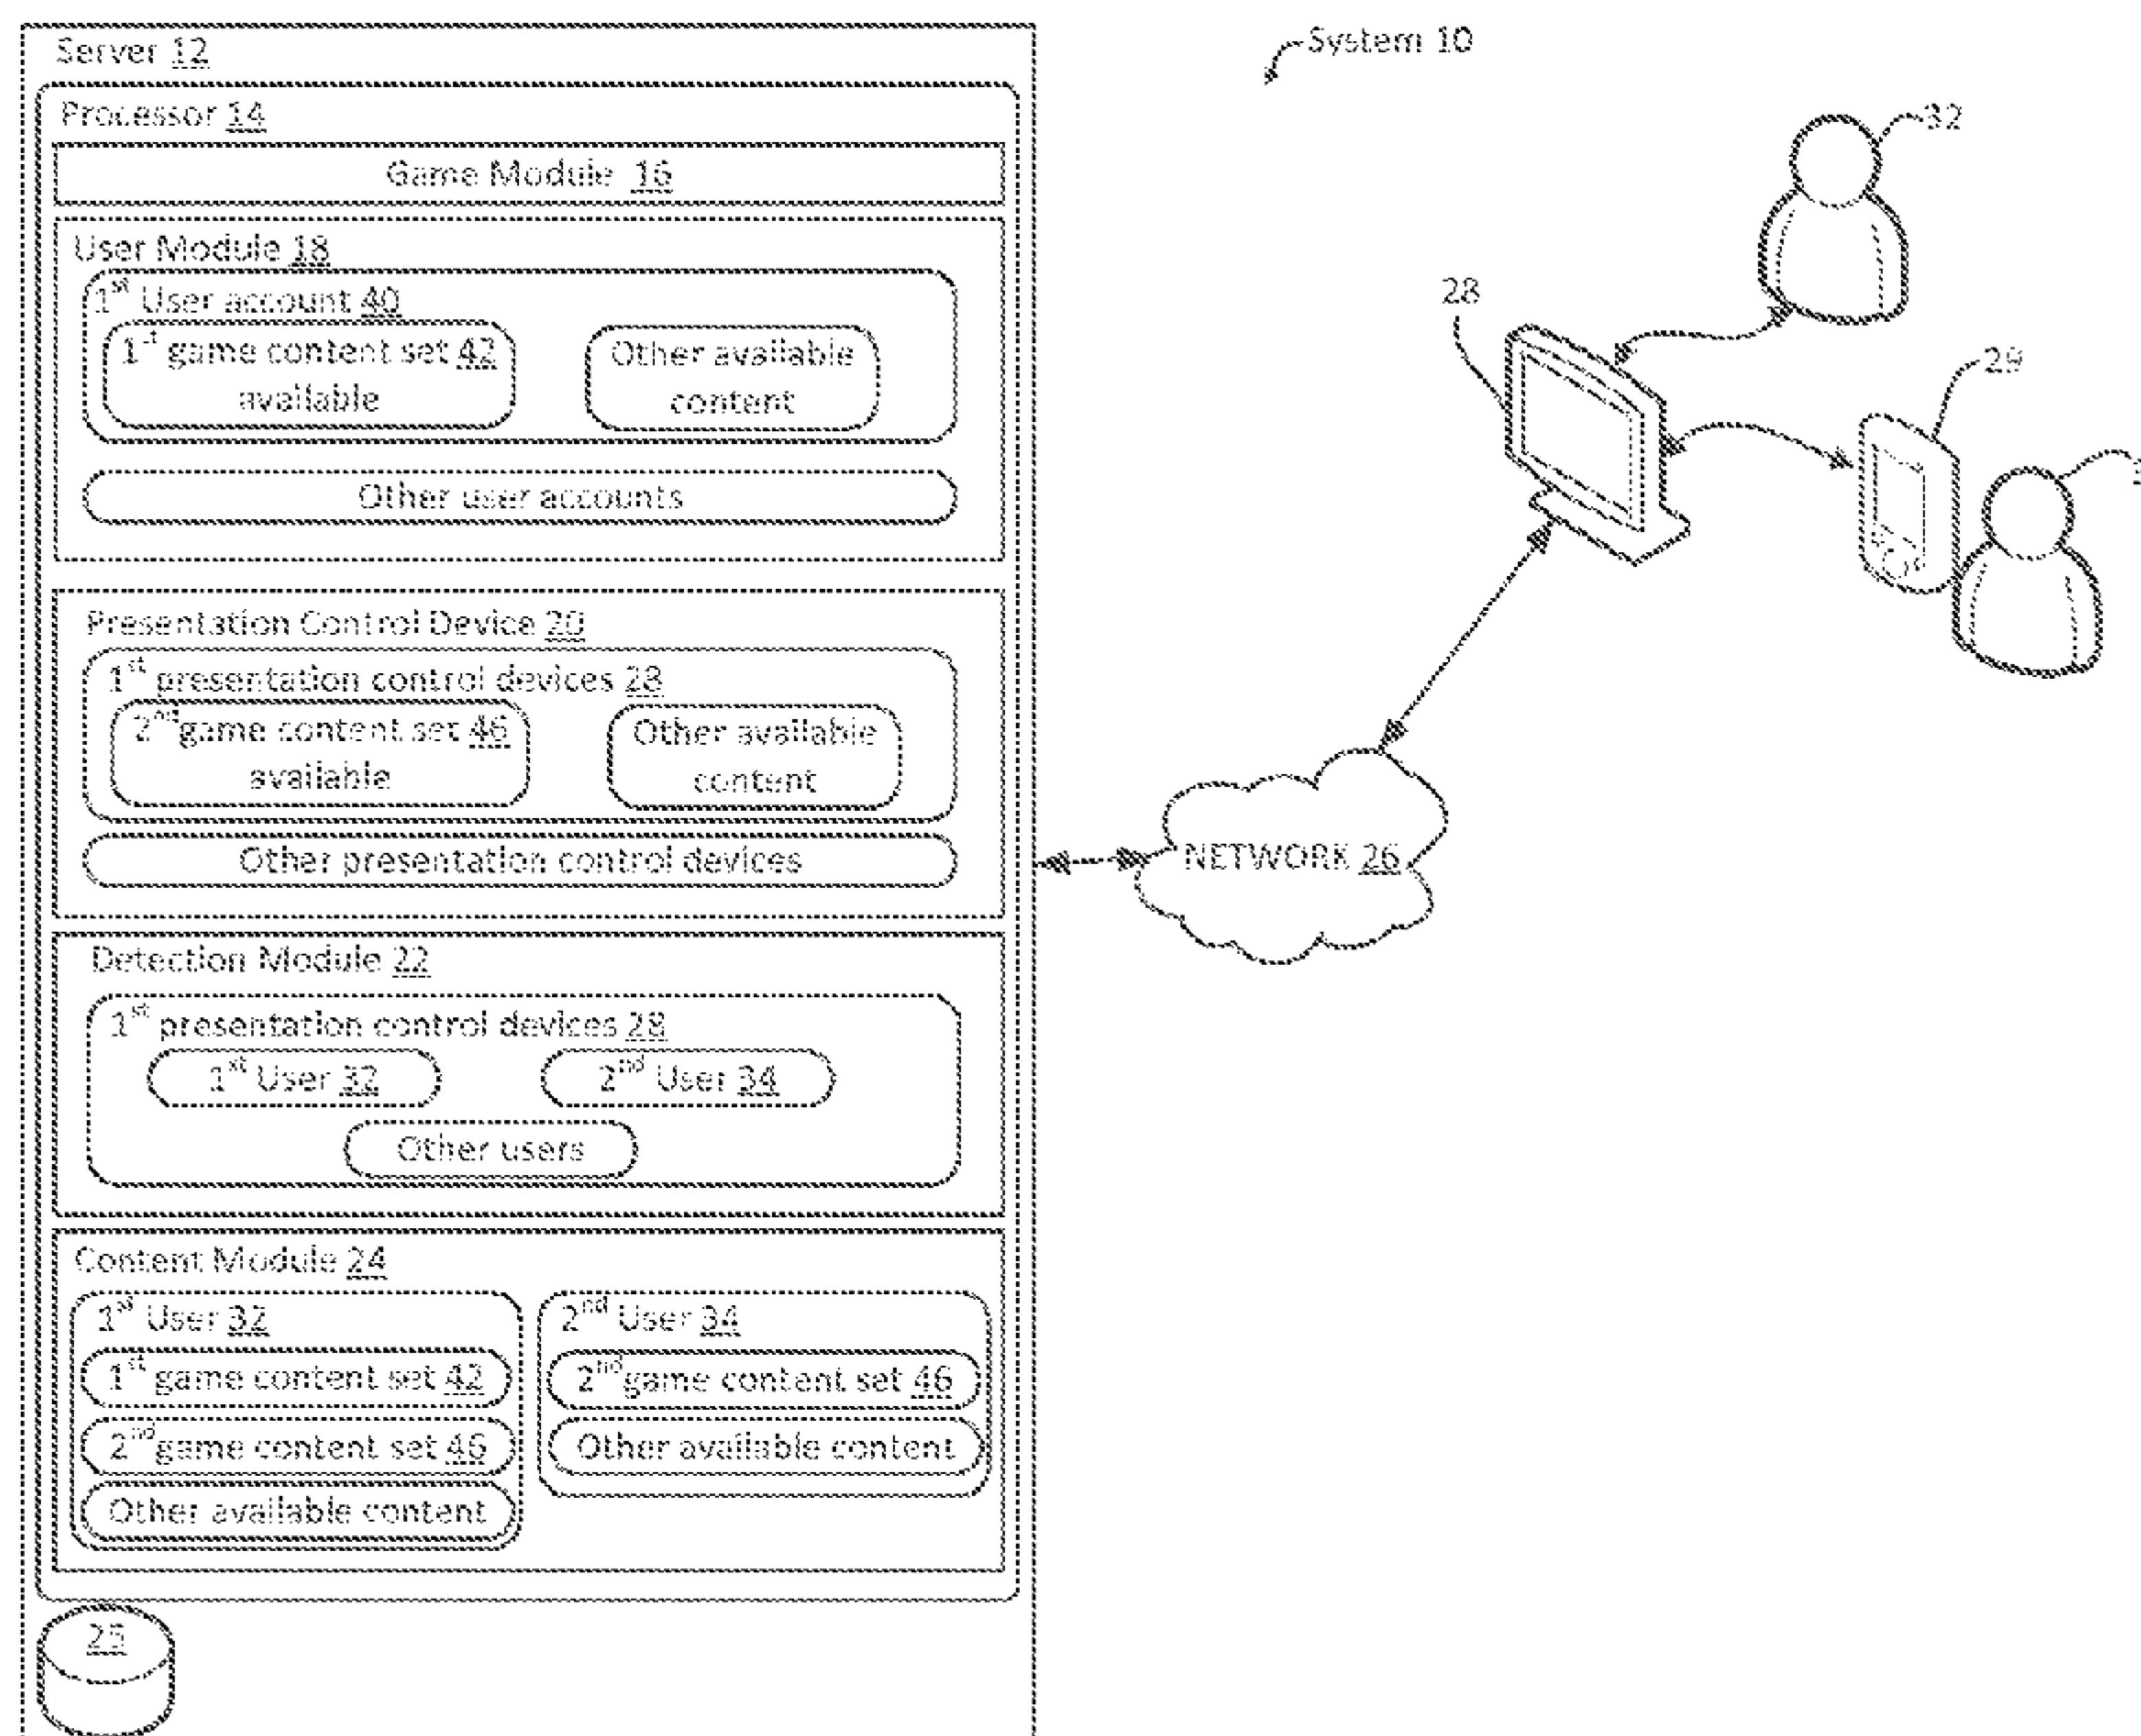 Server 12
System 10
Processor 14
Game Module 16
User Module 18
1st User account 40
1st game content set 42
available
Other available
content
Other user accounts
Presentation Control Device 20
1st presentation control devices 28
2nd game content set 46
available
Other available
content
Other presentation control devices
Detection Module 22
1st presentation control devices 28
1st User 32
2nd User 34
Other users
Content Module 24
1st User 32
1st game content set 42
2nd game content set 46
Other available content
2nd User 34
2nd game content set 46
Other available content
25
NETWORK 26
28
32
29